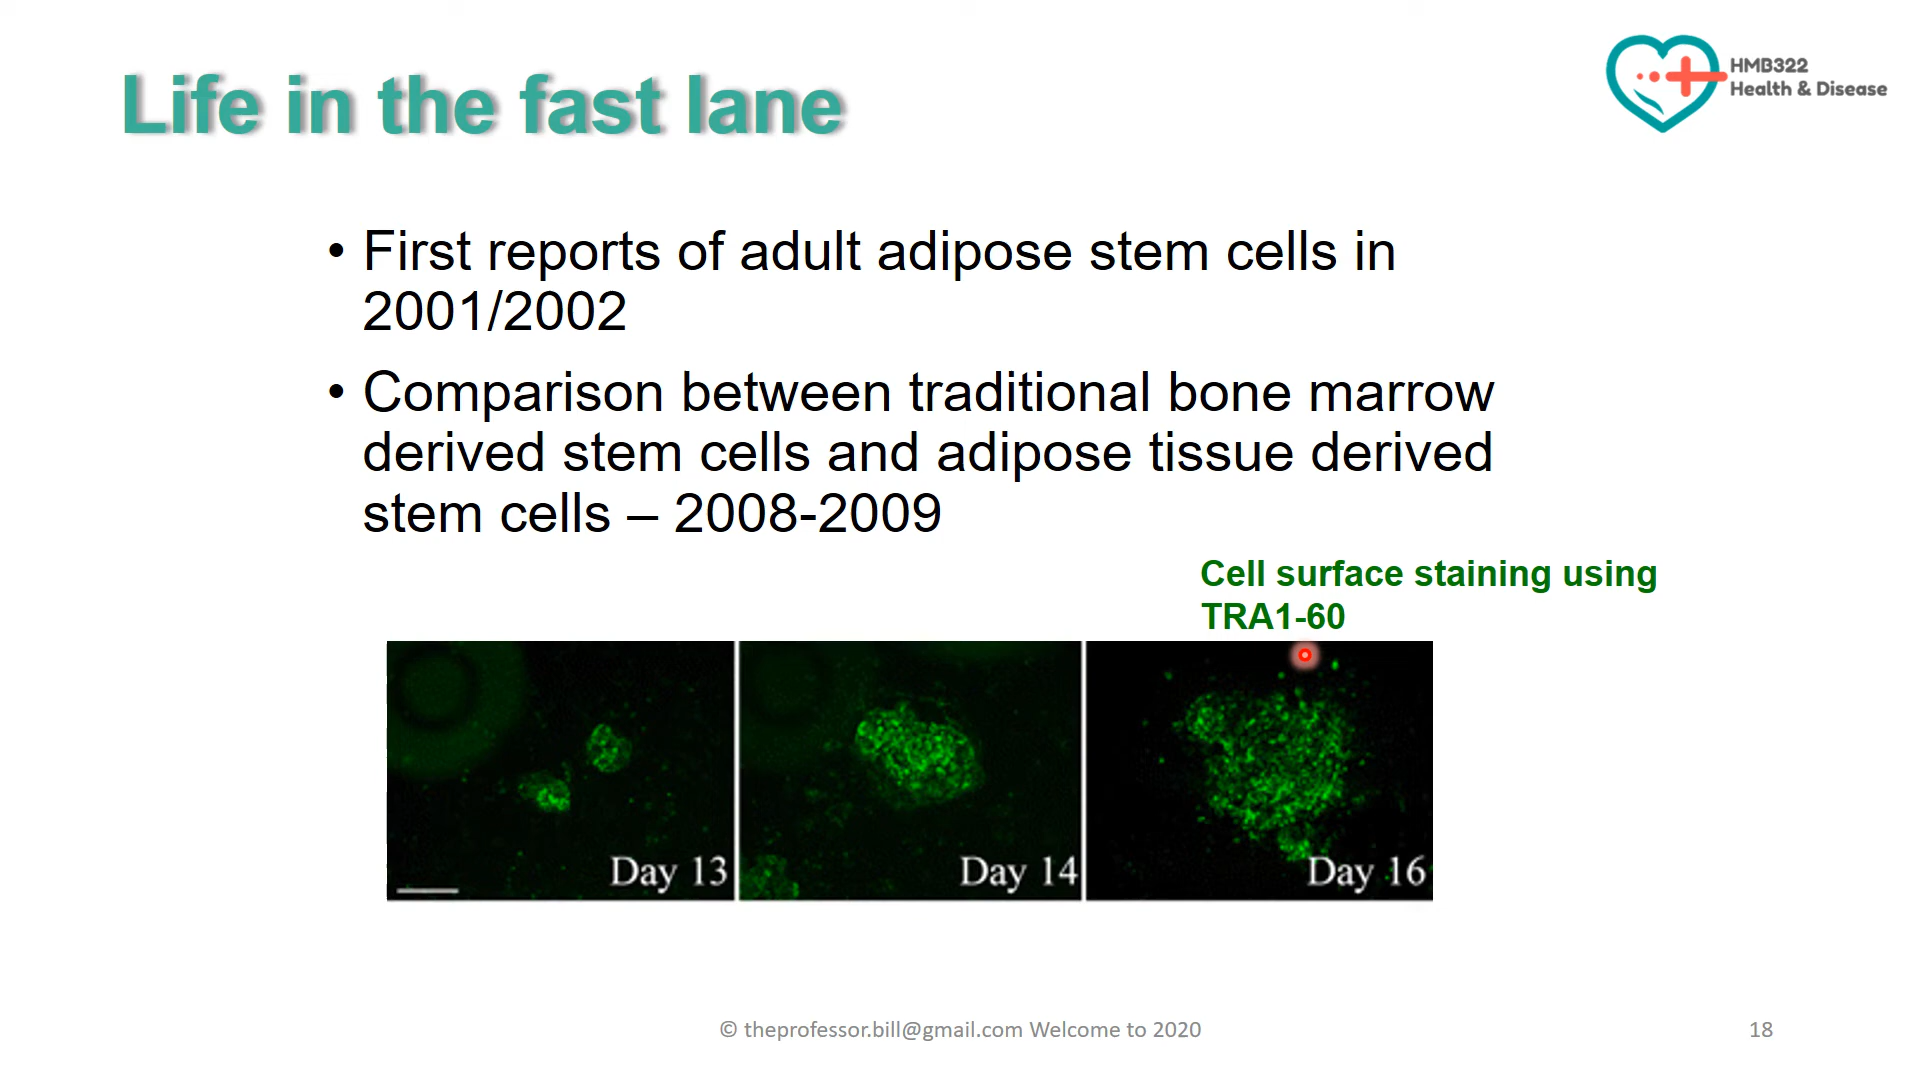 Life in the fast lane
HMB322
Health & Disease
• First reports of adult adipose stem cells in
2001/2002
• Comparison between traditional bone marrow
derived stem cells and adipose tissue derived
stem cells – 2008-2009
Cell surface staining using
TRA1-60
Day 13
Day 14
Day 16
© theprofessor.bill@gmail.com Welcome to 2020
18